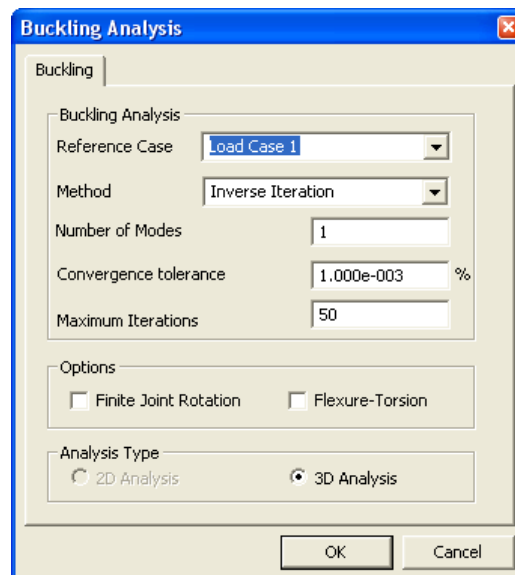 Buckling Analysis
Buckling
Buckling Analysis
Reference Case Load Case 1
Method Inverse Iteration
Number of Modes 1
Convergence tolerance 1.000e-003 %
Maximum Iterations 50
Options
Finite Joint Rotation Flexure-Torsion
Analysis Type
2D Analysis 3D Analysis
OK Cancel